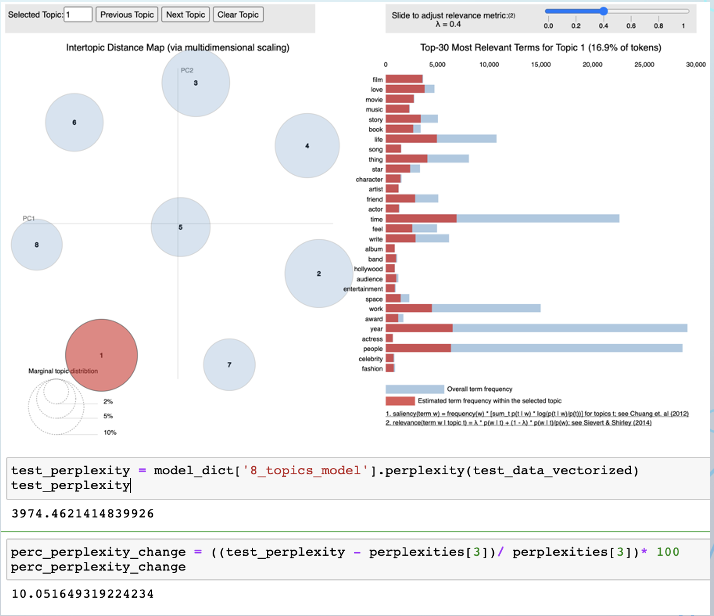 Selected Topic: 1 Previous Topic Next Topic Clear Topic
Slide to adjust relevance metric:(2)
λ = 0.4
0.0 0.2 0.4 0.6 0.8 1
Intertopic Distance Map (via multidimensional scaling)
PC2
PC1
3
6
4
5
8
2
1
7
Marginal topic distribtion
2%
5%
10%
Top-30 Most Relevant Terms for Topic 1 (16.9% of tokens)
0 5,000 10,000 15,000 20,000 25,000 30,000
film
love
movie
music
story
book
life
song
thing
star
character
artist
friend
actor
time
feel
write
album
band
hollywood
audience
entertainment
space
work
award
year
actress
people
celebrity
fashion
Overall term frequency
Estimated term frequency within the selected topic
1. saliency(term w) = frequency(w) * [sum_t p(t | w) * log(p(t | w)/p(t))] for topics t; see Chuang et. al (2012)
2. relevance(term w | topic t) = λ * p(w | t) + (1 - λ) * p(w | t)/p(w); see Sievert & Shirley (2014)
test_perplexity = model_dict['8_topics_model'].perplexity(test_data_vectorized)
test_perplexity
3974.4621414839926
perc_perplexity_change = ((test_perplexity - perplexities[3])/ perplexities[3])* 100
perc_perplexity_change
10.051649319224234